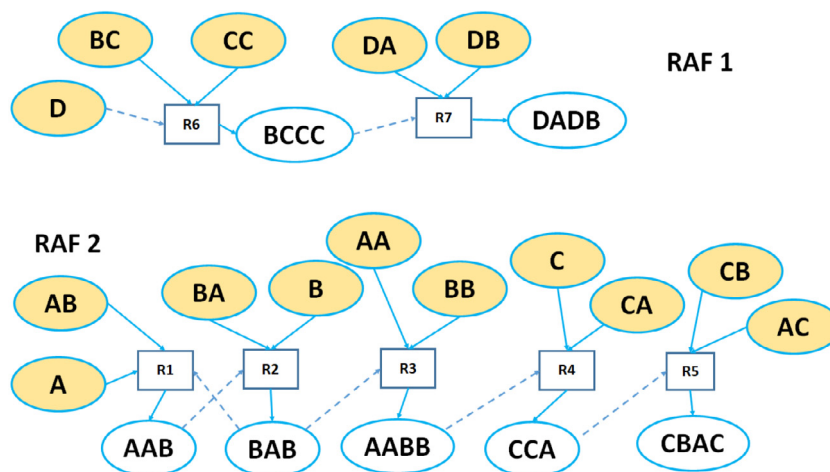 BC CC DA DB
RAF 1
D
R6 R7
BCCC DADB
RAF 2
AA
C CB
AB BA B BB CA AC
A R1 R2 R3 R4 R5
AAB BAB AABB CCA CBAC